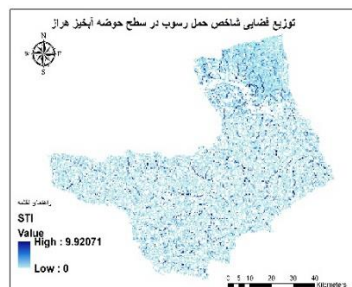 توزیع فضایی شاخص حمل رسوب در سطح حوضه آبخیز هراز
N
W E
S
راهنمای نقشه
STI
Value
High : 9.92071
Low : 0
0 5 10 20 30 40
Kilometers